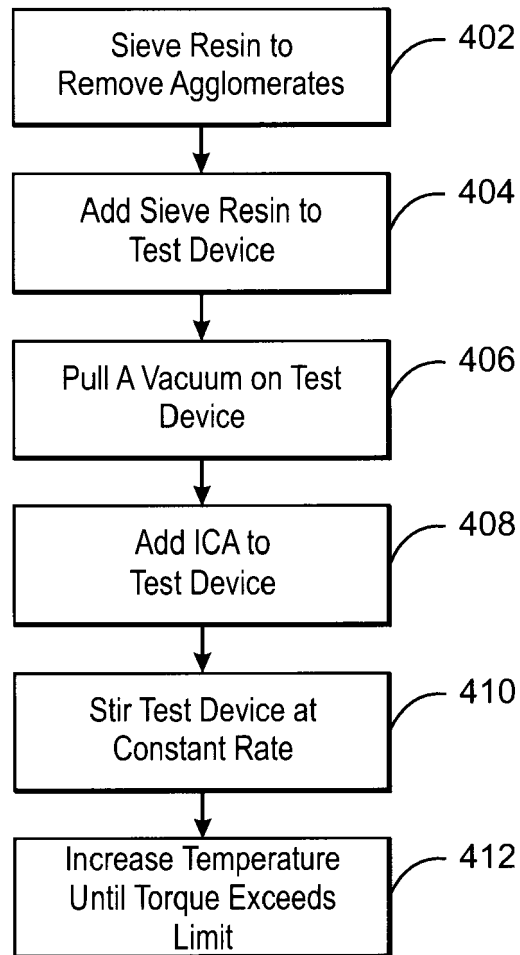 Sieve Resin to
Remove Agglomerates
402
Add Sieve Resin to
Test Device
404
Pull A Vacuum on Test
Device
406
Add ICA to
Test Device
408
Stir Test Device at
Constant Rate
410
Increase Temperature
Until Torque Exceeds
Limit
412